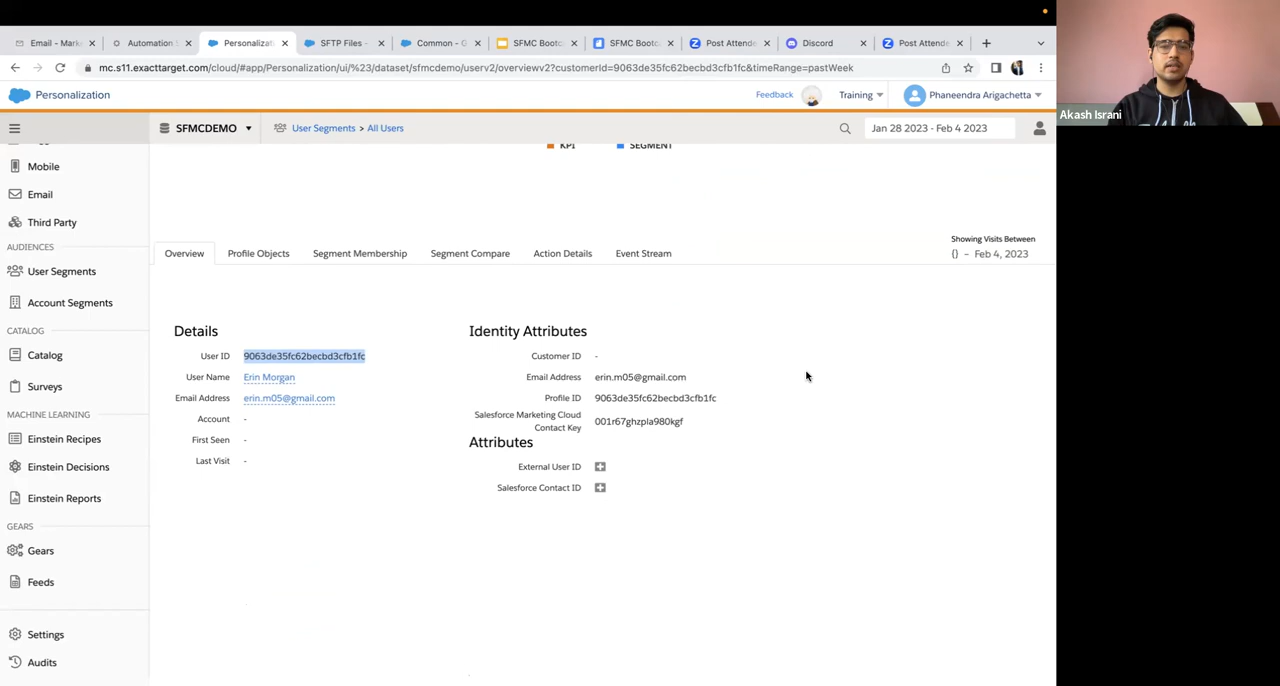 Email - Mark
Automation S
Personalizati
SFTP Files -
Common - G
SFMC Bootc
SFMC Bootc
Post Attende
Discord
Post Attende
mc.s11.exacttarget.com/cloud/#app/Personalization/ui/%23/dataset/sfmcdemo/userv2/overviewv2?customerId=9063de35fc62becbd3cfb1fc&timeRange=pastWeek
Personalization
Feedback
Training
Phaneendra Arigachetta
Akash Israni
SFMCDEMO
User Segments > All Users
Jan 28 2023 - Feb 4 2023
KPI
SEGMENT
Mobile
Email
Third Party
AUDIENCES
User Segments
Account Segments
CATALOG
Catalog
Surveys
MACHINE LEARNING
Einstein Recipes
Einstein Decisions
Einstein Reports
GEARS
Gears
Feeds
Settings
Audits
Overview
Profile Objects
Segment Membership
Segment Compare
Action Details
Event Stream
Showing Visits Between
{} – Feb 4, 2023
Details
User ID 9063de35fc62becbd3cfb1fc
User Name Erin Morgan
Email Address erin.m05@gmail.com
Account -
First Seen -
Last Visit -
Identity Attributes
Customer ID -
Email Address erin.m05@gmail.com
Profile ID 9063de35fc62becbd3cfb1fc
Salesforce Marketing Cloud
Contact Key 001r67ghzpla980kgf
Attributes
External User ID
Salesforce Contact ID